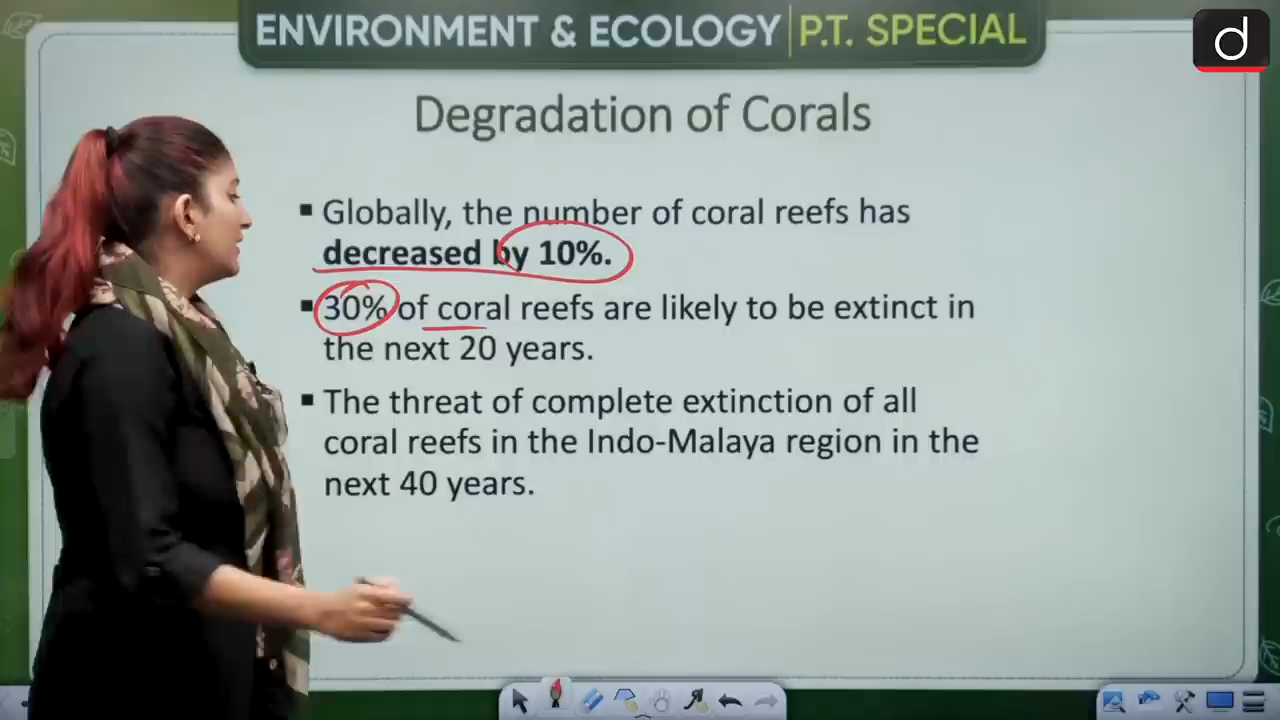 ENVIRONMENT & ECOLOGY P.T. SPECIAL
d
Degradation of Corals
▪ Globally, the number of coral reefs has
decreased by 10%.
▪ 30% of coral reefs are likely to be extinct in
the next 20 years.
▪ The threat of complete extinction of all
coral reefs in the Indo-Malaya region in the
next 40 years.